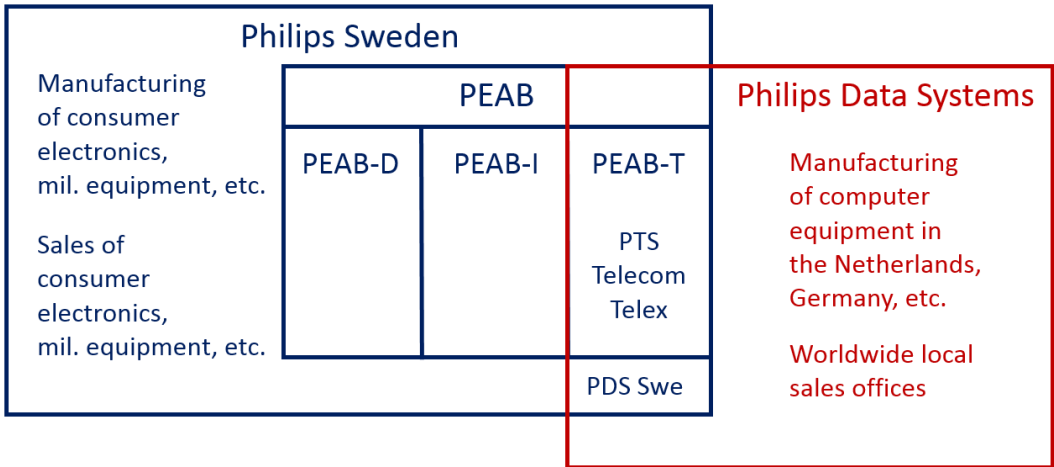 Philips Sweden
Manufacturing
of consumer
electronics,
mil. equipment, etc.
Sales of
consumer
electronics,
mil. equipment, etc.
PEAB
PEAB-D
PEAB-I
PEAB-T
PTS
Telecom
Telex
PDS Swe
Philips Data Systems
Manufacturing
of computer
equipment in
the Netherlands,
Germany, etc.
Worldwide local
sales offices